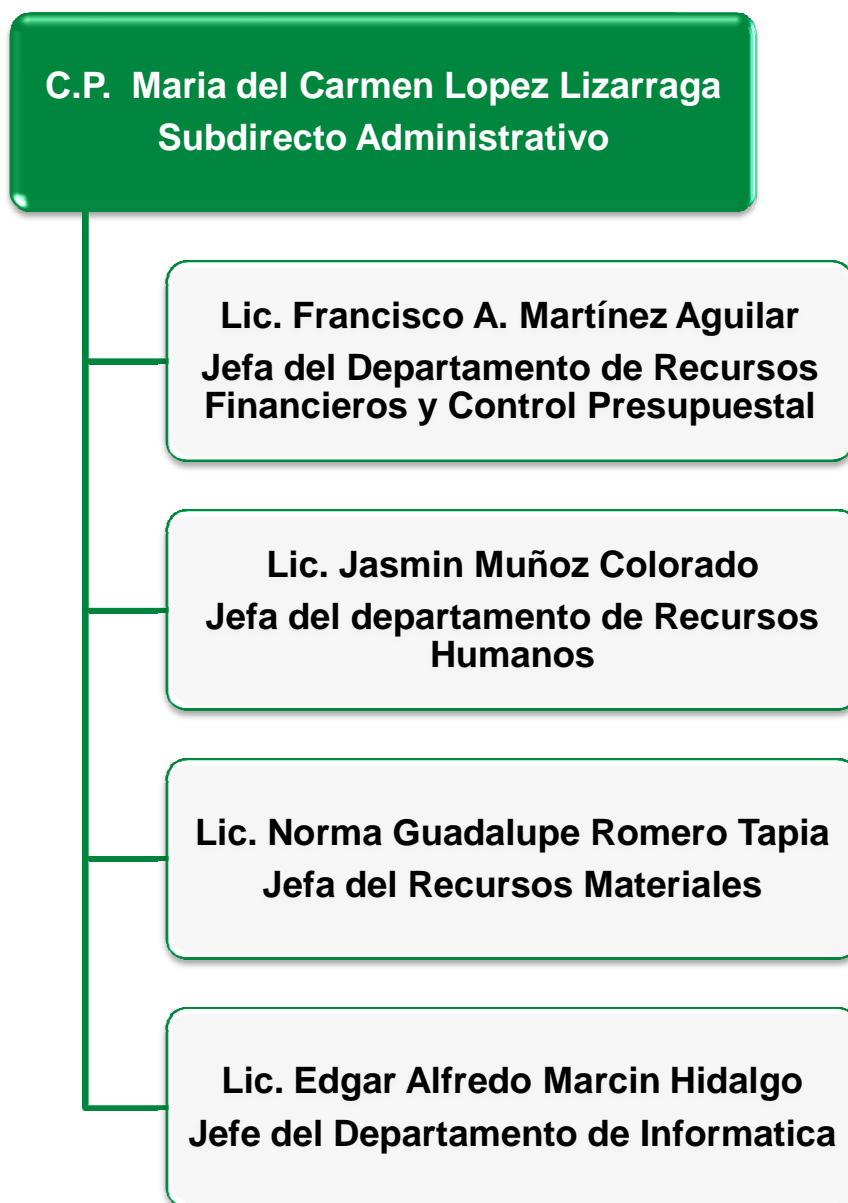 C.P. Maria del Carmen Lopez Lizarraga
Subdirecto Administrativo
Lic. Francisco A. Martínez Aguilar
Jefa del Departamento de Recursos
Financieros y Control Presupuestal
Lic. Jasmin Muñoz Colorado
Jefa del departamento de Recursos
Humanos
Lic. Norma Guadalupe Romero Tapia
Jefa del Recursos Materiales
Lic. Edgar Alfredo Marcin Hidalgo
Jefe del Departamento de Informatica